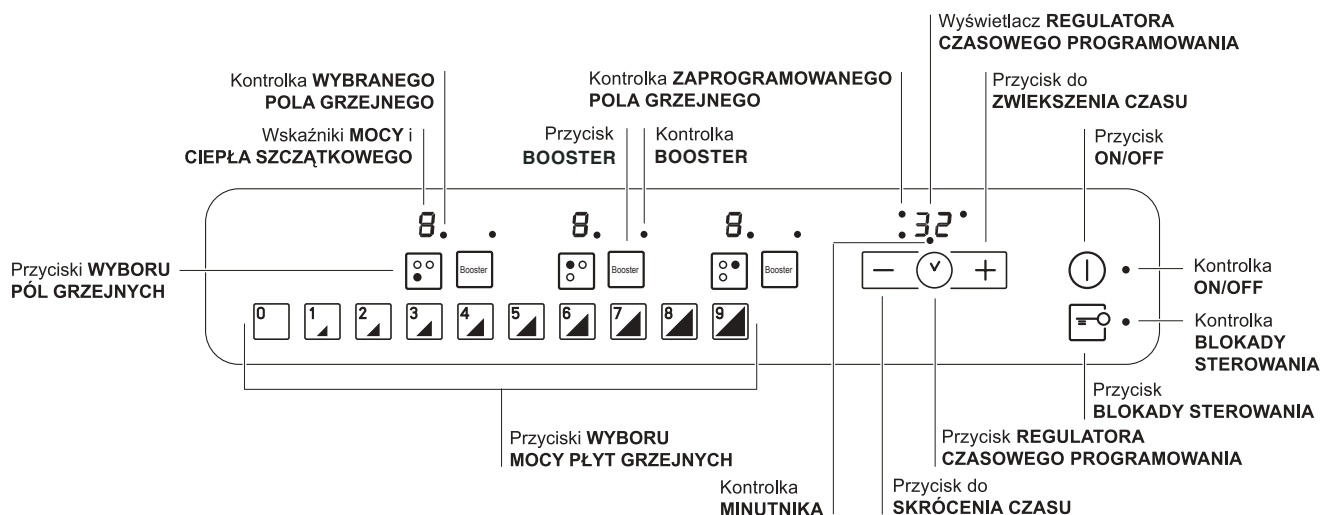 Wyświetlacz REGULATORA
CZASOWEGO PROGRAMOWANIA
Kontrolka WYBRANEGO
POLA GRZEJNEGO
Kontrolka ZAPROGRAMOWANEGO
POLA GRZEJNEGO
Przycisk do
ZWIEKSZENIA CZASU
Wskaźniki MOCY i
CIEPŁA SZCZĄTKOWEGO
Przycisk
BOOSTER
Kontrolka
BOOSTER
Przycisk
ON/OFF
8. 8. 8. 32
Przyciski WYBORU
PÓL GRZEJNYCH
Booster Booster Booster
Kontrolka
ON/OFF
0 1 2 3 4 5 6 7 8 9
Kontrolka
BLOKADY
STEROWANIA
Przycisk
BLOKADY STEROWANIA
Przyciski WYBORU
MOCY PŁYT GRZEJNYCH
Przycisk REGULATORA
CZASOWEGO PROGRAMOWANIA
Kontrolka
MINUTNIKA
Przycisk do
SKRÓCENIA CZASU